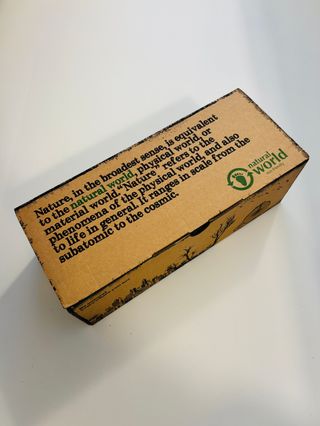 Nature, in the broadest sense, is equivalent
to the natural world, physical world, or
material world. "Nature" refers to the
phenomena of the physical world, and also
to life in general. it ranges in scale from the
subatomic to the cosmic.
natural
world